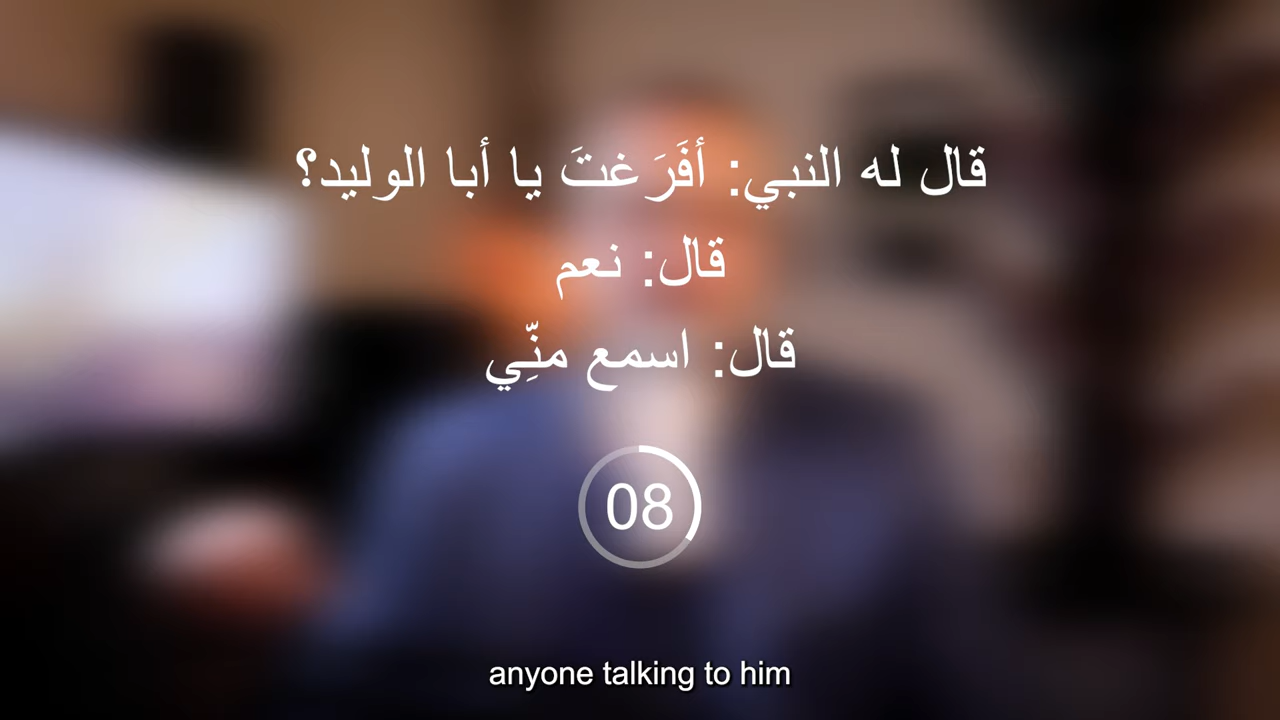 قال له النبي: أفَرَغتَ يا أبا الوليد؟
قال: نعم
قال: اسمع منِّي
08
anyone talking to him